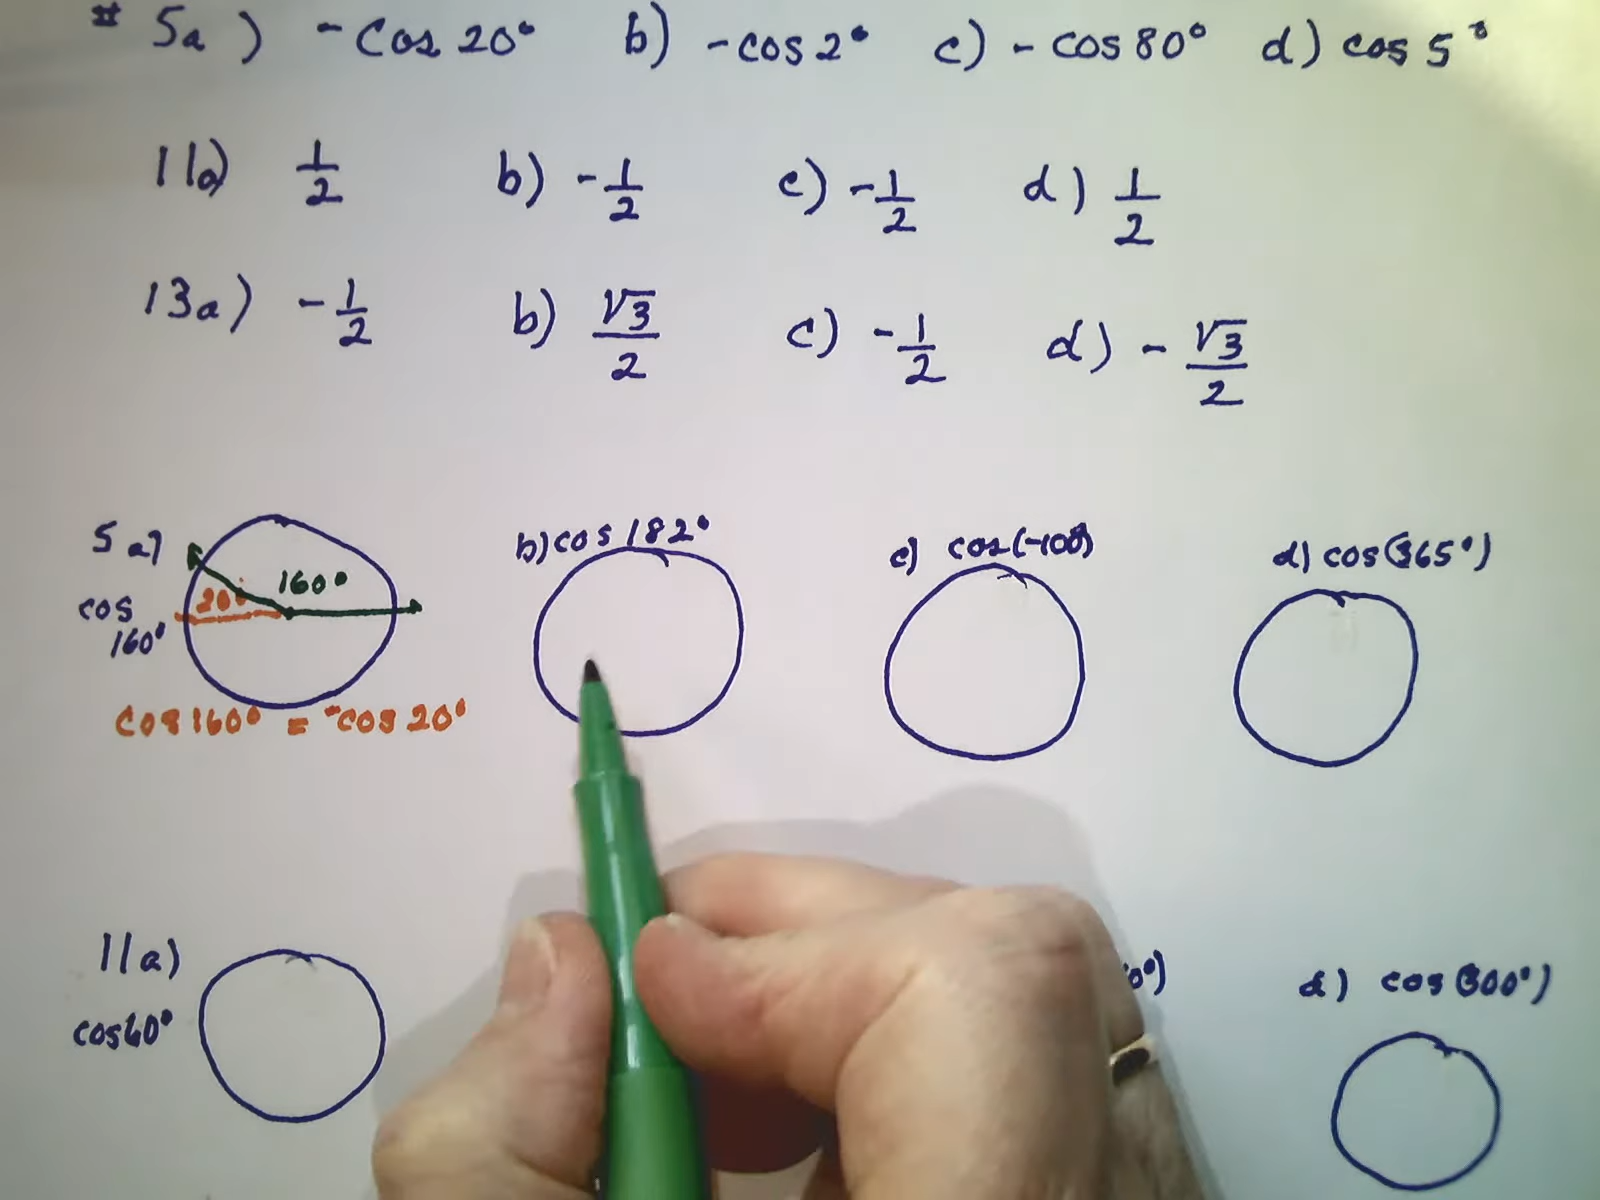 # 5a) -cos 20° b) -cos 2° c) -cos 80° d) cos 5°
11a) 1/2 b) -1/2 c) -1/2 d) 1/2
13a) -1/2 b) √3/2 c) -1/2 d) -√3/2
5a) b) cos 182° c) cos(-100) d) cos(365°)
160°
20°
cos
160°
cos 160° = -cos 20°
11a) 0°) d) cos(300°)
cos60°